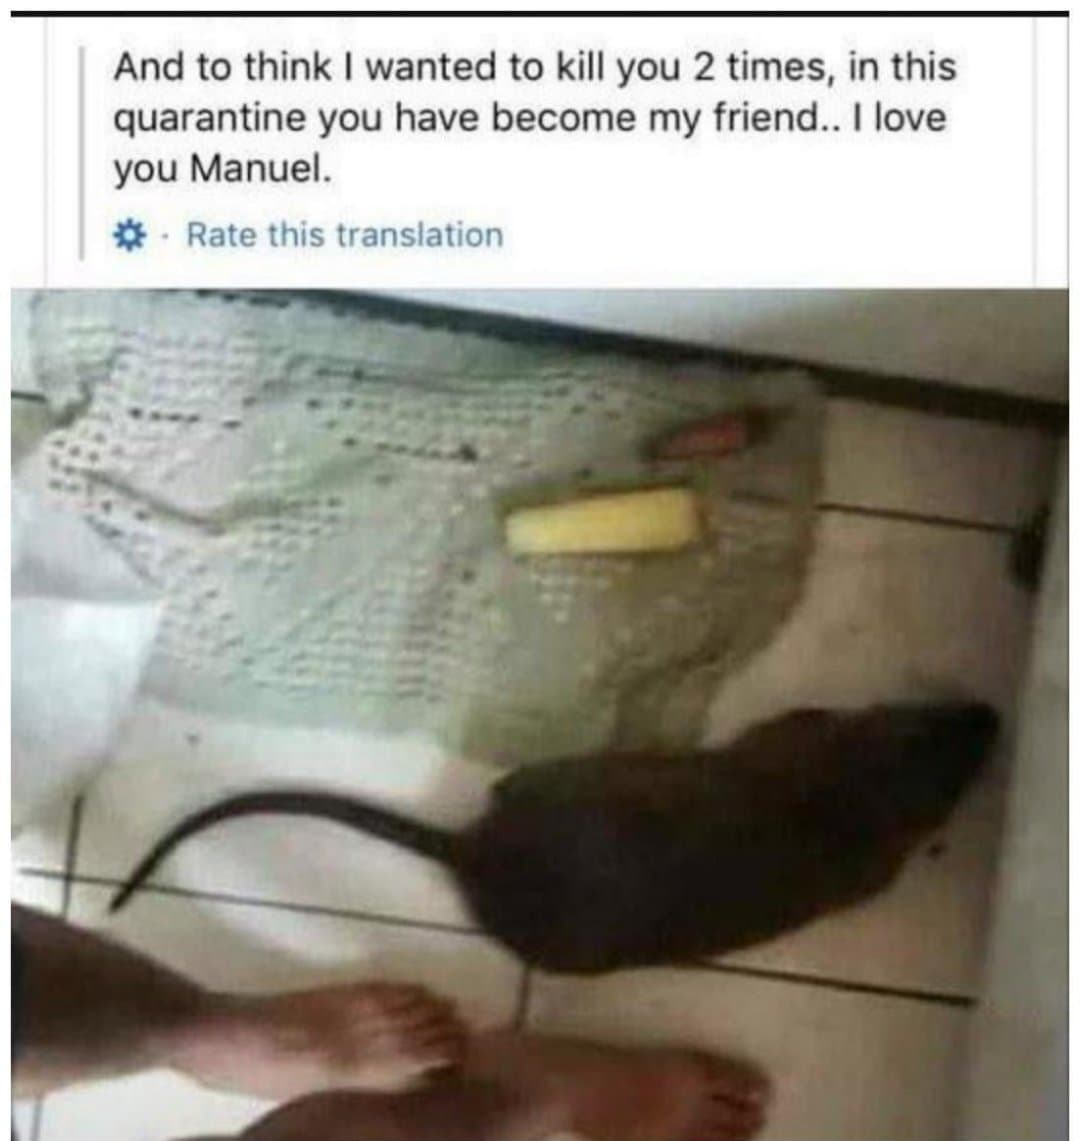 And to think I wanted to kill you 2 times, in this
quarantine you have become my friend.. I love
you Manuel.
· Rate this translation